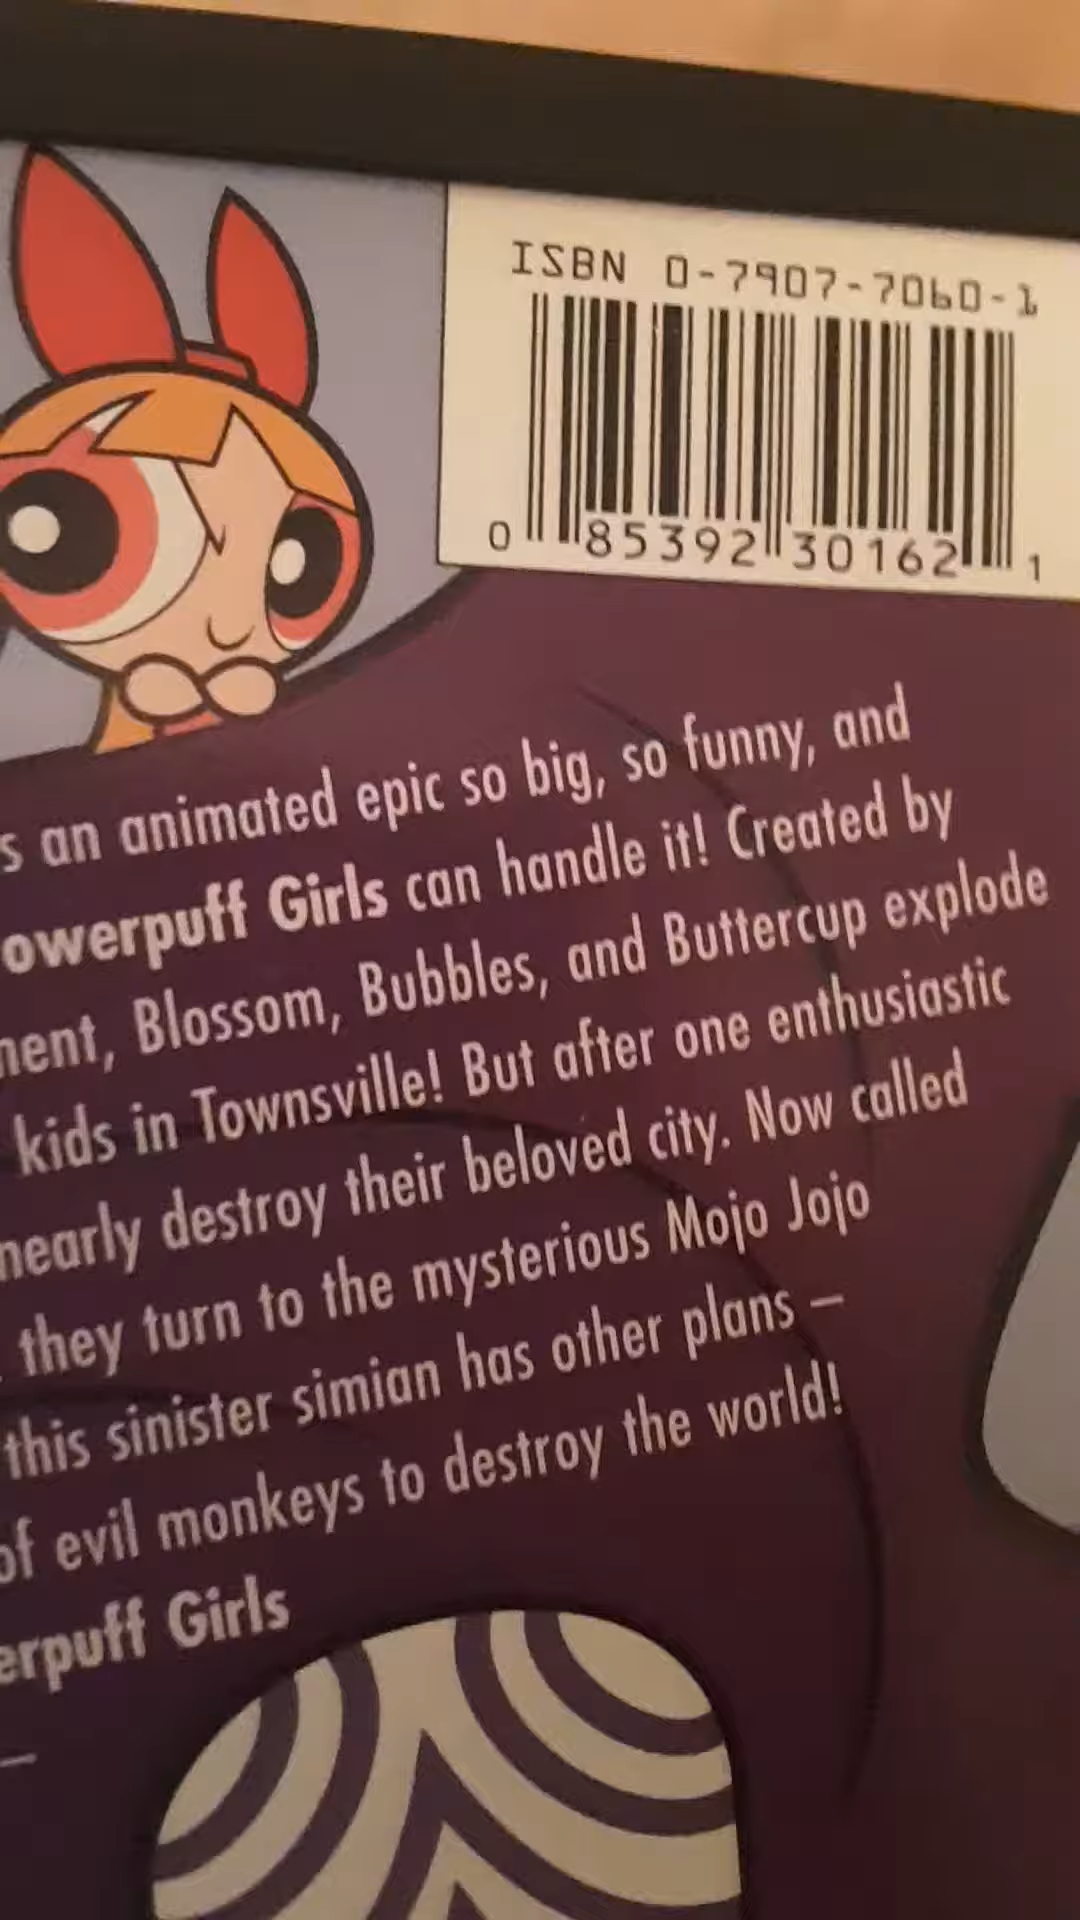 ISBN 0-7907-7060-1
0 85392 30162 1
s an animated epic so big, so funny, and
owerpuff Girls can handle it! Created by
ment, Blossom, Bubbles, and Buttercup explode
kids in Townsville! But after one enthusiastic
nearly destroy their beloved city. Now called
they turn to the mysterious Mojo Jojo
this sinister simian has other plans –
of evil monkeys to destroy the world!
erpuff Girls
–